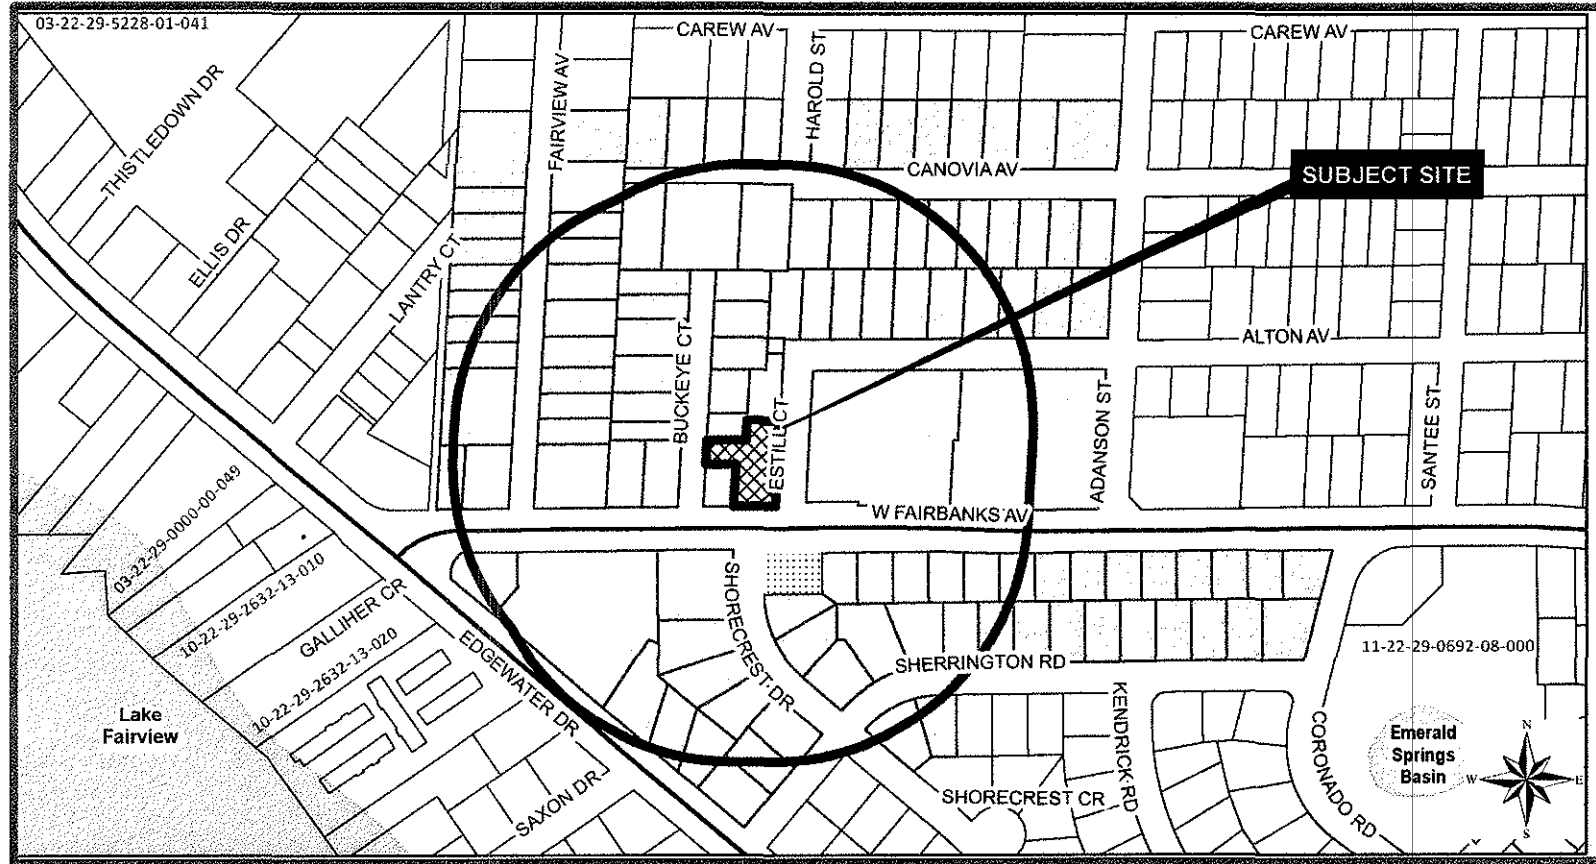 03-22-29-5228-01-041
CAREW AV
CAREW AV
THISTLEDOWN DR
FAIRVIEW AV
HAROLD ST
CANOVIA AV
SUBJECT SITE
ELLIS DR
LANTRY CT
BUCKEYE CT
ESTILL CT
ALTON AV
ADANSON ST
SANTEE ST
W FAIRBANKS AV
03-22-29-0000-00-049
10-22-29-2632-13-010
GALLIHER CR
10-22-29-2632-13-020
EDGEWATER DR
SHORECREST DR
SHERRINGTON RD
11-22-29-0692-08-000
Lake
Fairview
KENDRICK RD
CORONADO RD
Emerald
Springs
Basin
SAXON DR
SHORECREST CR
N
W
E
S